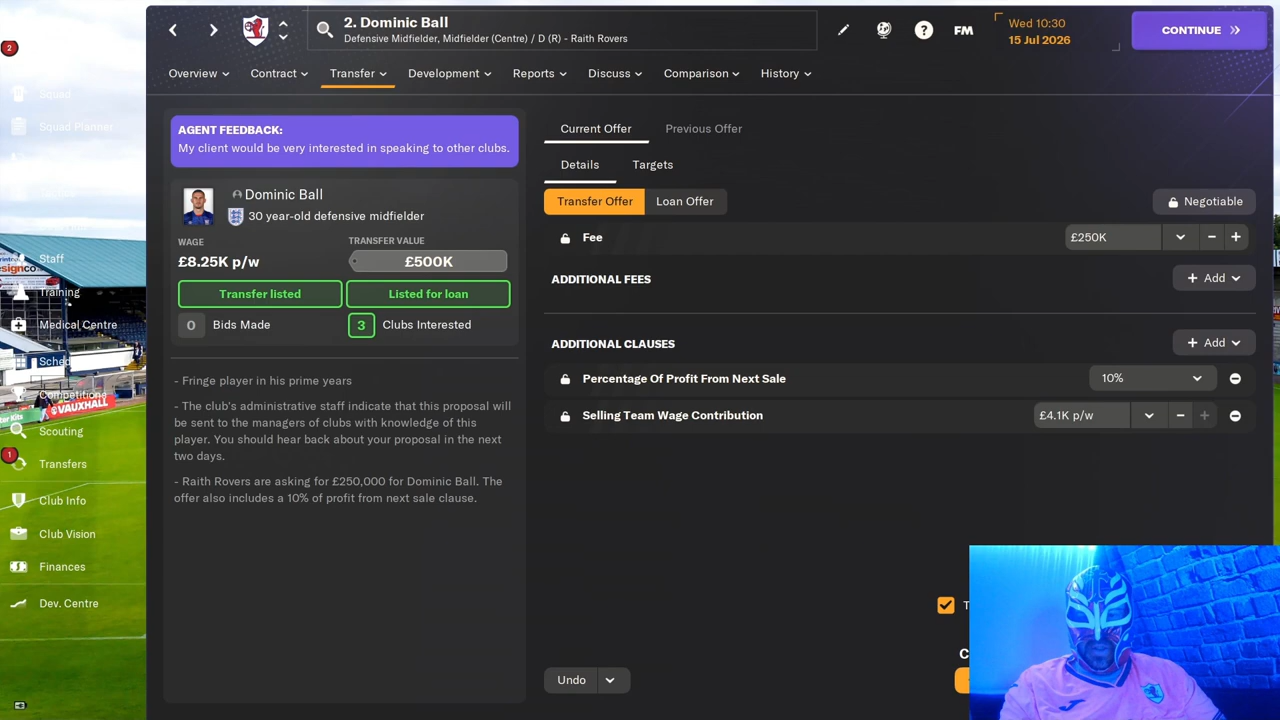 2. Dominic Ball
Defensive Midfielder, Midfielder (Centre) / D (R) - Raith Rovers
FM
Wed 10:30
15 Jul 2026
CONTINUE
2
Overview
Contract
Transfer
Development
Reports
Discuss
Comparison
History
Squad
Squad Planner
Staff
Training
Medical Centre
Sched
Competitions
VAUXHALL
Scouting
1
Transfers
Club Info
Club Vision
Finances
Dev. Centre
AGENT FEEDBACK:
My client would be very interested in speaking to other clubs.
Dominic Ball
30 year-old defensive midfielder
WAGE
TRANSFER VALUE
£8.25K p/w
£500K
Transfer listed
Listed for loan
0 Bids Made
3 Clubs Interested
- Fringe player in his prime years
- The club's administrative staff indicate that this proposal will
be sent to the managers of clubs with knowledge of this
player. You should hear back about your proposal in the next
two days.
- Raith Rovers are asking for £250,000 for Dominic Ball. The
offer also includes a 10% of profit from next sale clause.
Current Offer
Previous Offer
Details
Targets
Transfer Offer
Loan Offer
Negotiable
Fee
£250K
ADDITIONAL FEES
Add
ADDITIONAL CLAUSES
Add
Percentage Of Profit From Next Sale
10%
Selling Team Wage Contribution
£4.1K p/w
Undo